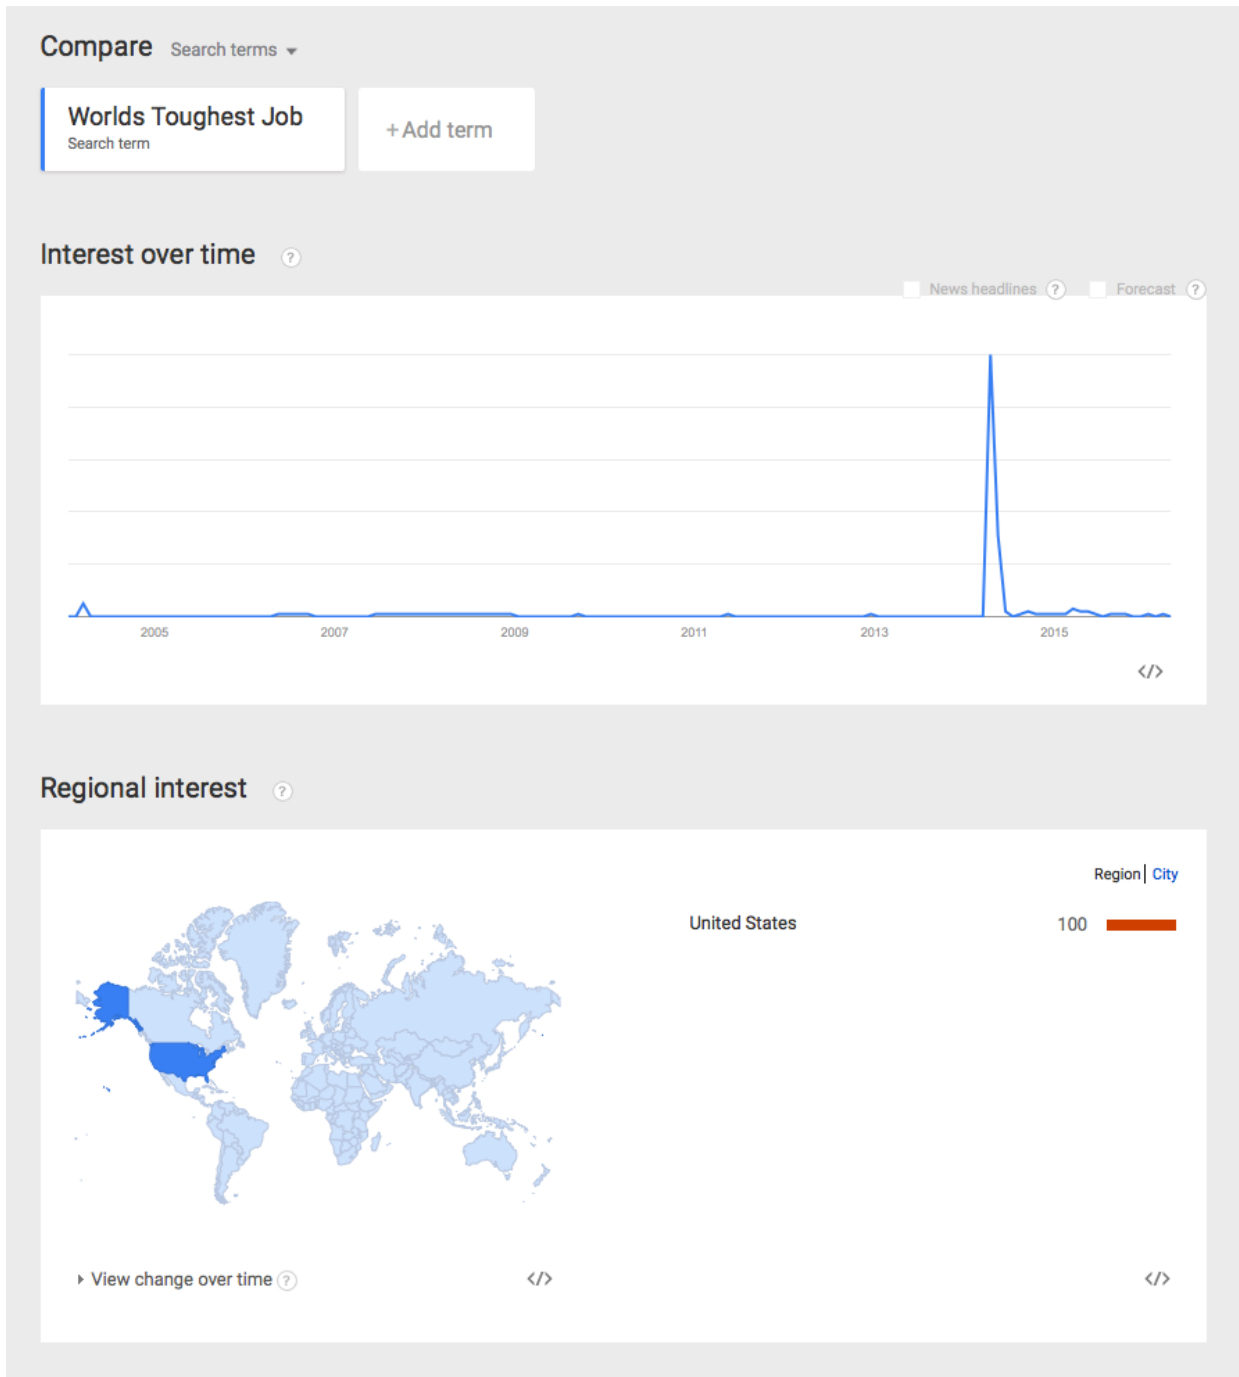 Compare Search terms
Worlds Toughest Job
Search term
+Add term
Interest over time ?
News headlines ? Forecast ?
2005 2007 2009 2011 2013 2015
</>
Regional interest ?
Region | City
United States 100
View change over time ? </> </>